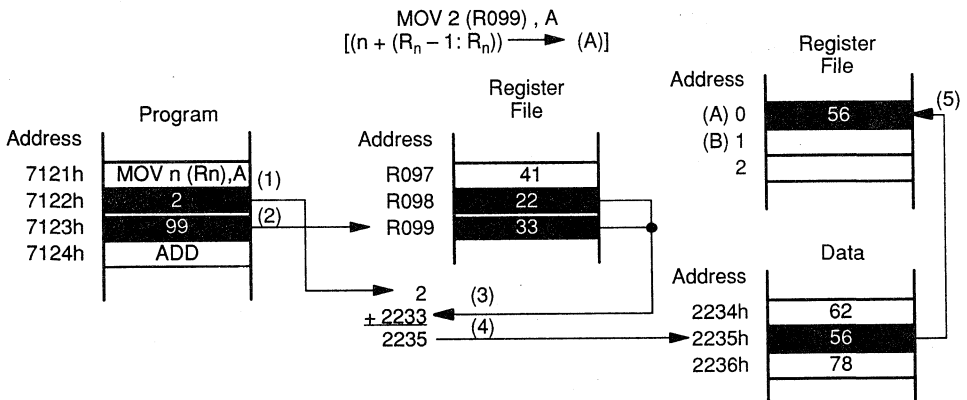 MOV 2 (R099) , A
[(n + (Rn – 1: Rn)) (A)]
Program
Address
7121h MOV n (Rn),A
7122h 2 (1)
7123h 99 (2)
7124h ADD
Register
File
Address
R097 41
R098 22
R099 33
2 (3)
+ 2233
2235 (4)
Register
File
Address
(A) 0 56 (5)
(B) 1
2
Data
Address
2234h 62
2235h 56
2236h 78